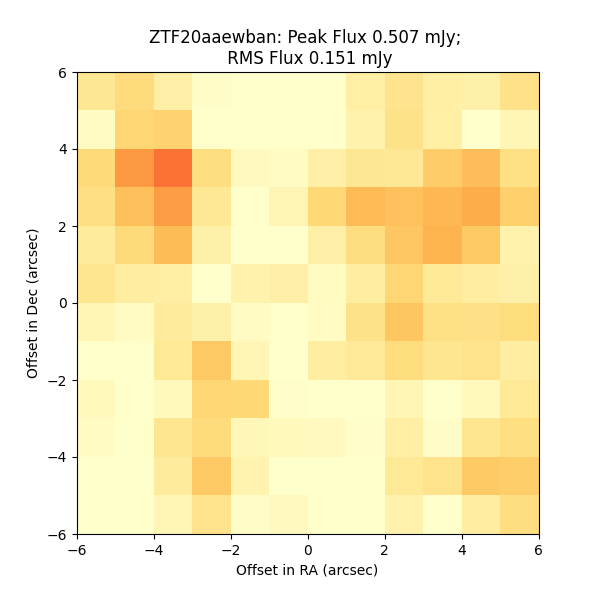 ZTF20aaewban: Peak Flux 0.507 mJy;
RMS Flux 0.151 mJy
6
4
2
0
−2
−4
−6
Offset in Dec (arcsec)
−6 −4 −2 0 2 4 6
Offset in RA (arcsec)